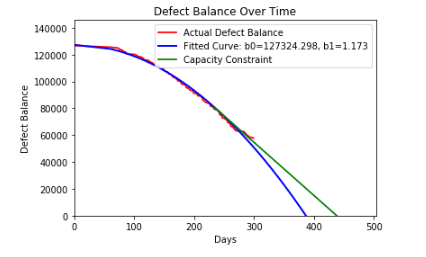 Defect Balance Over Time
140000
120000
100000
80000
60000
40000
20000
0
Defect Balance
Actual Defect Balance
Fitted Curve: b0=127324.298, b1=1.173
Capacity Constraint
0 100 200 300 400 500
Days